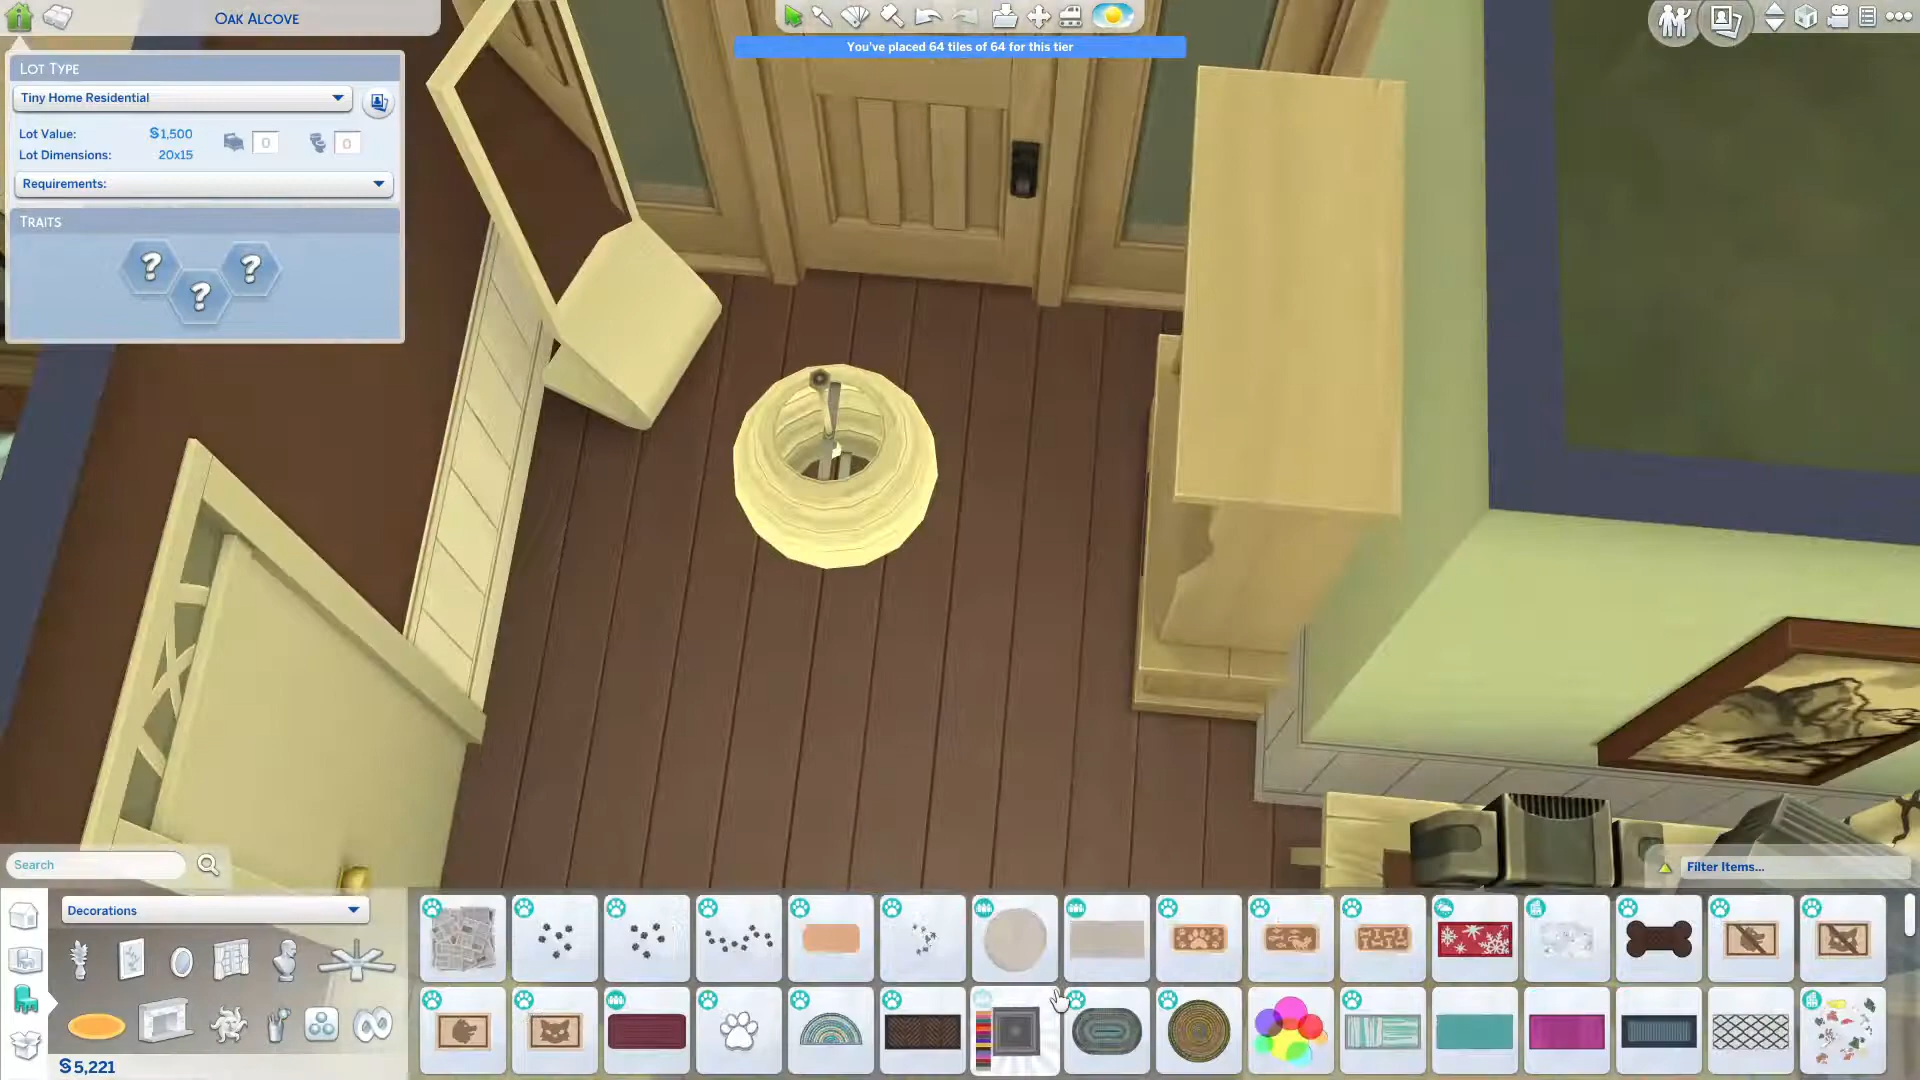 OAK ALCOVE
You've placed 64 tiles of 64 for this tier
LOT TYPE
Tiny Home Residential
Lot Value: §1,500
0
0
Lot Dimensions: 20x15
Requirements:
TRAITS
? ? ?
Search
Filter Items...
Decorations
§5,221